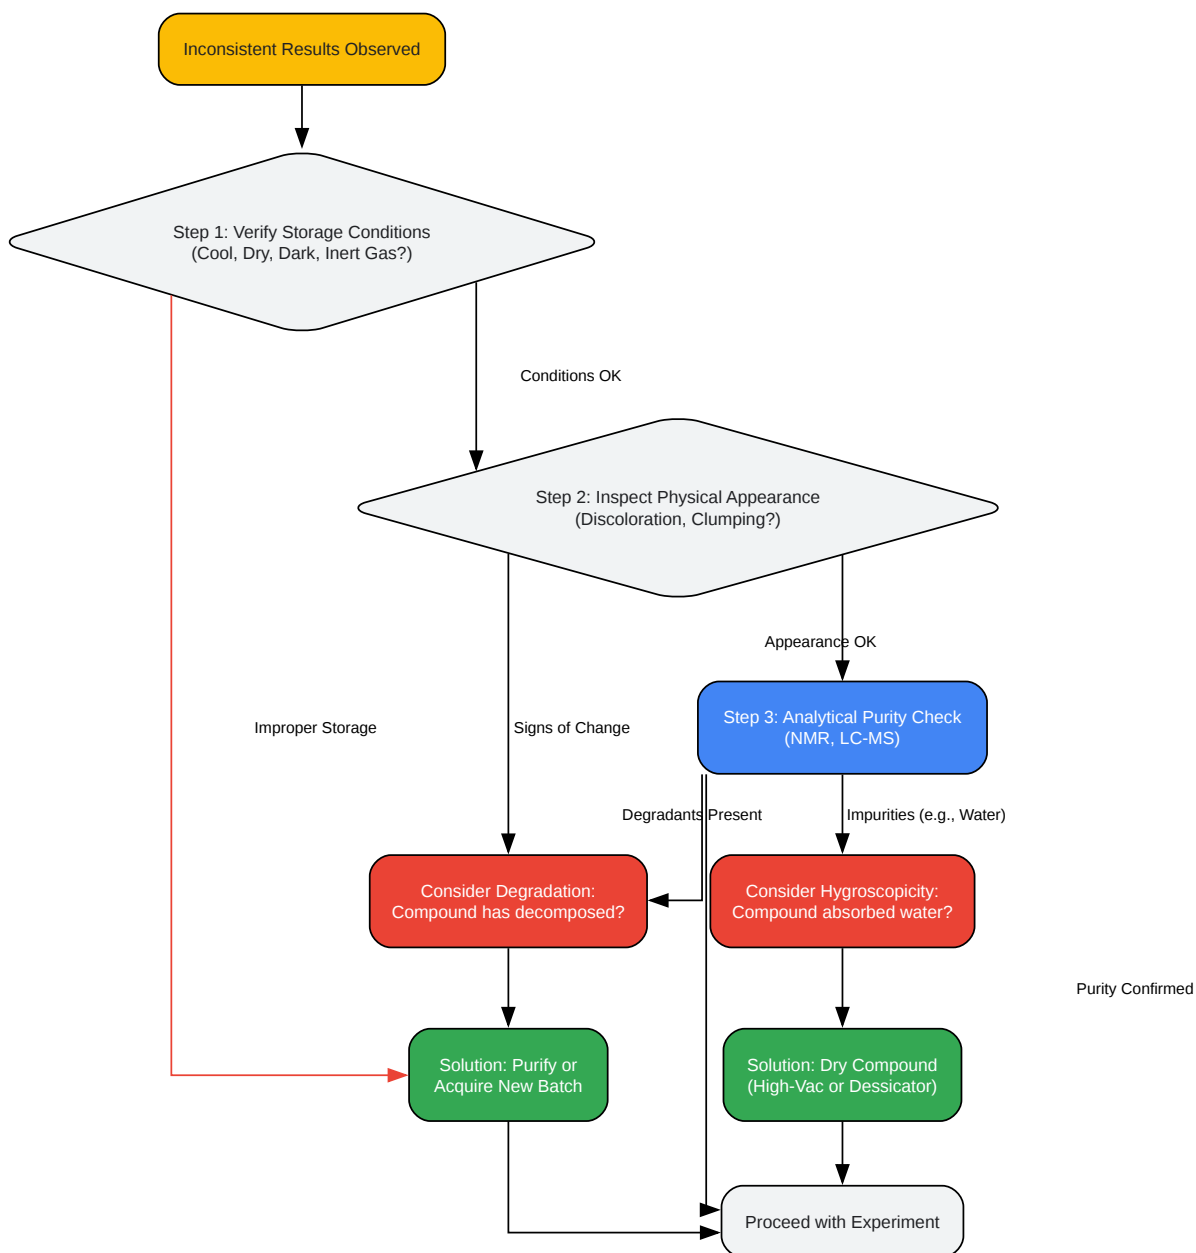 Inconsistent Results Observed
Step 1: Verify Storage Conditions
(Cool, Dry, Dark, Inert Gas?)
Conditions OK
Step 2: Inspect Physical Appearance
(Discoloration, Clumping?)
Appearance OK
Improper Storage
Signs of Change
Step 3: Analytical Purity Check
(NMR, LC-MS)
Degradants Present
Impurities (e.g., Water)
Consider Degradation:
Compound has decomposed?
Consider Hygroscopicity:
Compound absorbed water?
Purity Confirmed
Solution: Purify or
Acquire New Batch
Solution: Dry Compound
(High-Vac or Dessicator)
Proceed with Experiment